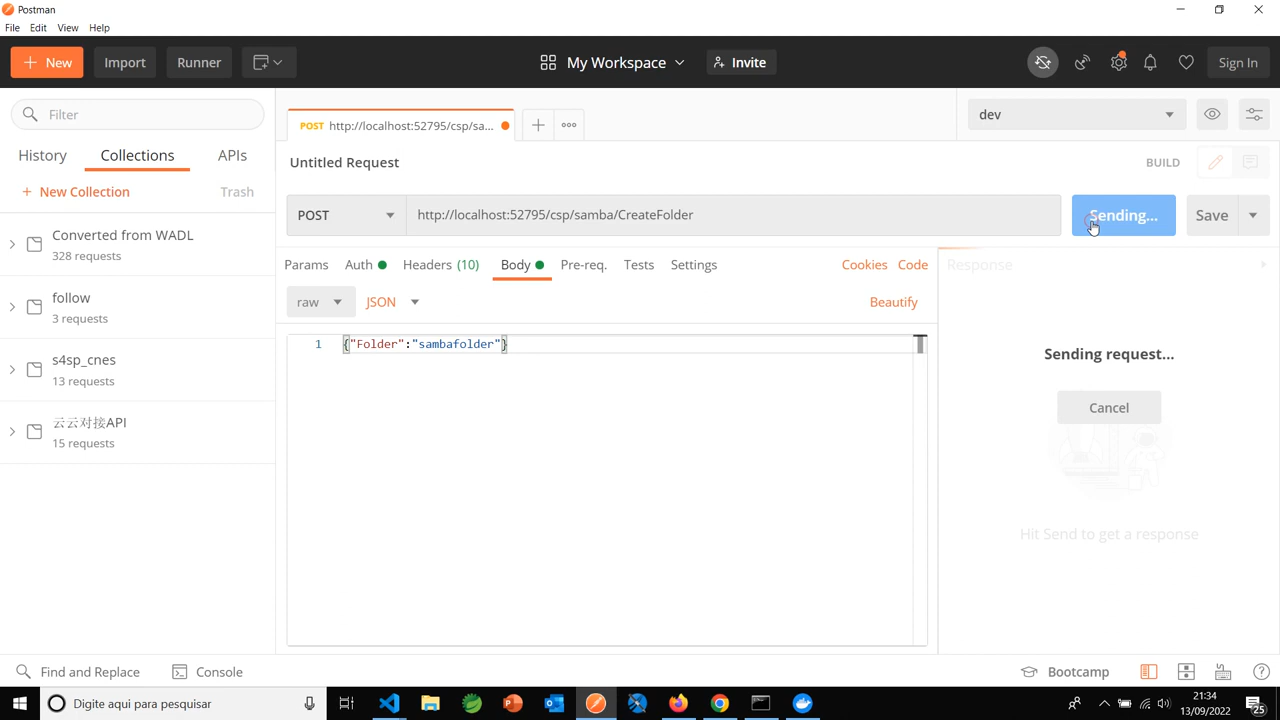 Postman
File Edit View Help
New Import Runner My Workspace Invite Sign In
Filter
History Collections APIs
+ New Collection Trash
Converted from WADL
328 requests
follow
3 requests
s4sp_cnes
13 requests
云云对接API
15 requests
POST http://localhost:52795/csp/sa...
dev
Untitled Request
BUILD
POST http://localhost:52795/csp/samba/CreateFolder
Sending... Save
Params Auth Headers (10) Body Pre-req. Tests Settings Cookies Code
Response
raw JSON Beautify
1 {"Folder":"sambafolder"}
Sending request...
Cancel
Hit Send to get a response
Find and Replace Console Bootcamp
Digite aqui para pesquisar
21:34
13/09/2022
25